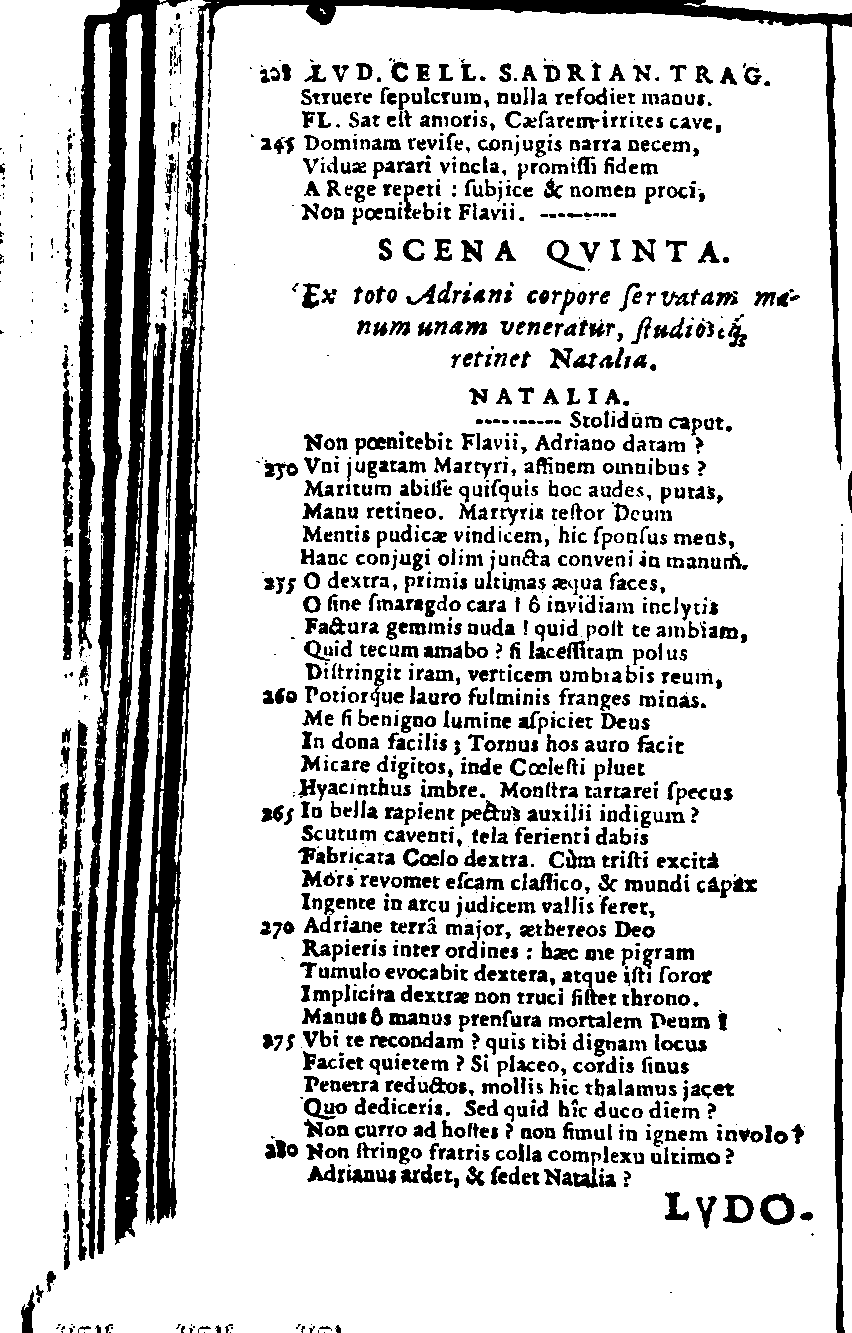 208 LVD. CELL. S. ADRIAN. TRAG.
Struere ſepulcrum, nulla refodiet manus.
FL. Sat eſt amoris, Cæſarem irrites cave,
245 Dominam reviſe, conjugis narra necem,
Viduæ parari vincla, promiſſi fidem
A Rege repeti : ſubjice & nomen proci,
Non pœnitebit Flavii. ---------
SCENA QVINTA.
Ex toto Adriani corpore ſervatam ma-
num unam veneratur, ſtudioſeq́;
retinet Natalia.
NATALIA.
---------- Stolidum caput.
Non pœnitebit Flavii, Adriano datam ?
250 Vni jugatam Martyri, affinem omnibus ?
Maritum abiiſſe quiſquis hoc audes, putas,
Manu retineo. Martyris teſtor Deum
Mentis pudicæ vindicem, hic ſponſus meus,
Hanc conjugi olim juncta conveni in manum.
255 O dextra, primis ultimas æqua faces,
O ſine ſmaragdo cara ! ô invidiam inclytis
Factura gemmis nuda ! quid poſt te ambiam,
Quid tecum amabo ? ſi laceſſitam polus
Diſtringit iram, verticem umbrabis reum,
260 Potiorque lauro fulminis franges minas.
Me ſi benigno lumine aſpiciet Deus
In dona facilis ; Tornus hos auro facit
Micare digitos, inde Cœleſti pluet
Hyacinthus imbre. Monſtra tartarei ſpecus
265 In bella rapient pectus auxilii indigum ?
Scutum caventi, tela ferienti dabis
Fabricata Cœlo dextra. Cùm triſti excita
Mors revomet eſcam claſſico, & mundi capax
Ingente in arcu judicem vallis feret,
270 Adriane terrâ major, æthereos Deo
Rapieris inter ordines : hæc me pigram
Tumulo evocabit dextera, atque iſti ſoror
Implicita dextræ non truci ſiſtet throno.
Manus ô manus prenſura mortalem Deum !
275 Vbi te recondam ? quis tibi dignam locus
Faciet quietem ? Si placeo, cordis ſinus
Penetra reductos, mollis hic thalamus jacet
Quo dediceris. Sed quid hîc duco diem ?
Non curro ad hoſtes ? non ſimul in ignem involo ?
280 Non ſtringo fratris colla complexu ultimo ?
Adrianus ardet, & ſedet Natalia ?
LVDO-